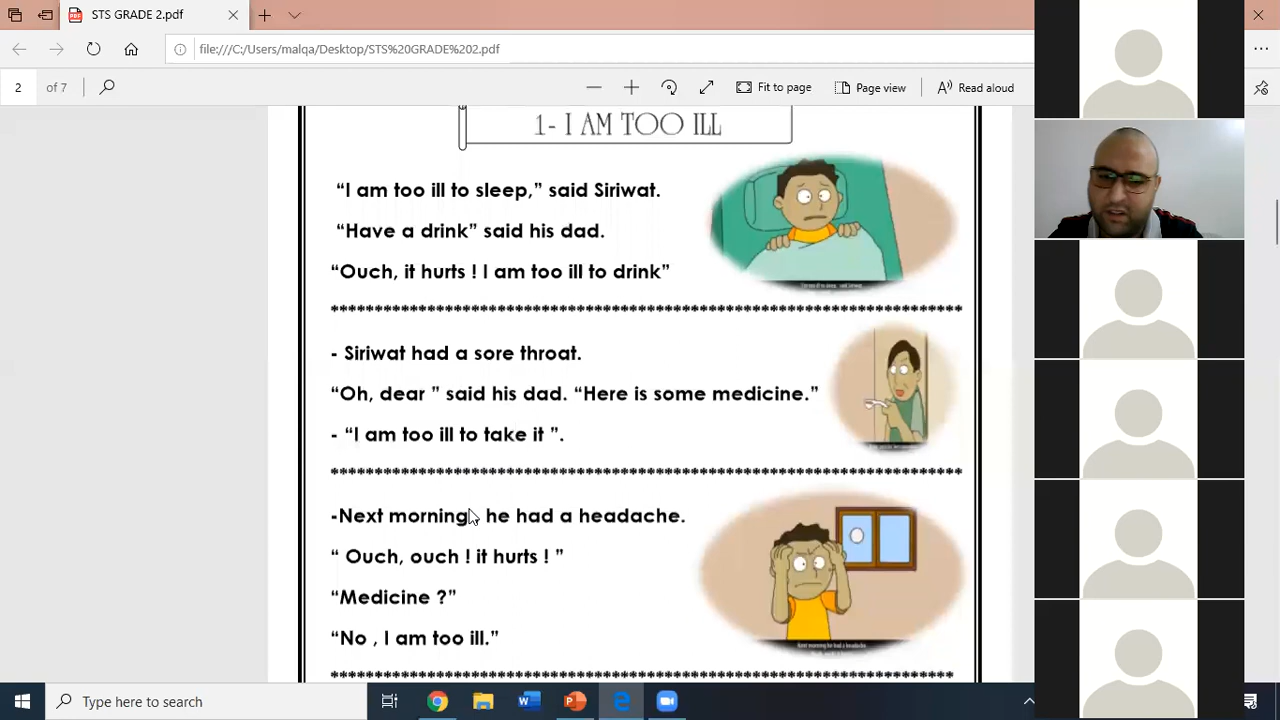 STS GRADE 2.pdf
file:///C:/Users/malqa/Desktop/STS%20GRADE%202.pdf
2 of 7
Fit to page
Page view
Read aloud
1- I AM TOO ILL
“I am too ill to sleep,” said Siriwat.
“Have a drink” said his dad.
“Ouch, it hurts ! I am too ill to drink”
***********************************************************************
- Siriwat had a sore throat.
“Oh, dear ” said his dad. “Here is some medicine.”
- “I am too ill to take it ”.
***********************************************************************
-Next morning he had a headache.
“ Ouch, ouch ! it hurts ! ”
“Medicine ?”
“No , I am too ill.”
**********************************************************************
Type here to search